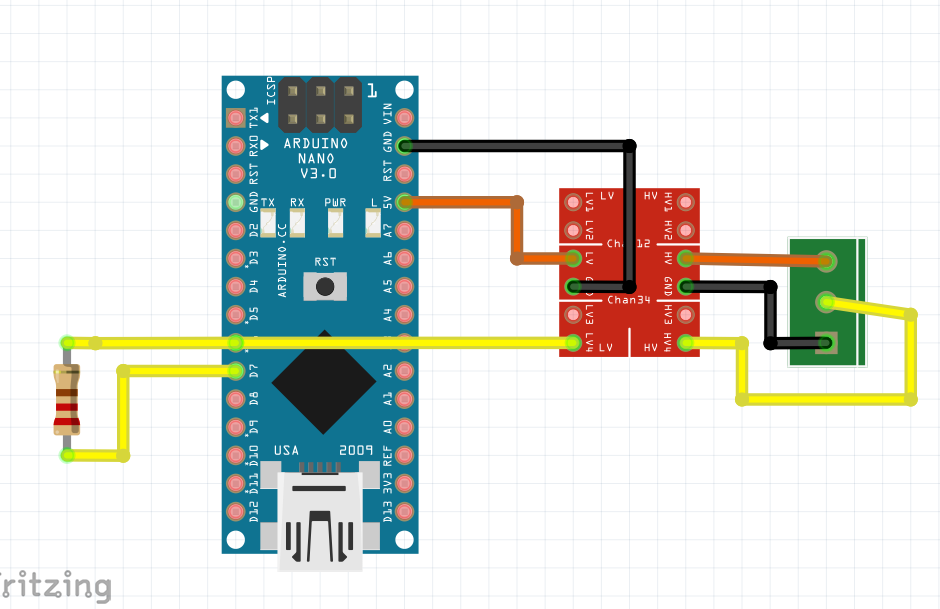 ICSP
1
TX1
RX0
RST
GND
D2
D3
D4
D5
D7
D8
D9
D10
D11
D12
ARDUINO
NANO
V3.0
TX RX PWR L
ARDUINO.CC
RST
USA 2009
VIN
GND
RST
5V
A7
A6
A5
A4
A2
A1
A0
REF
3V3
D13
LV HV
LV1 HV1
LV2 HV2
LV HV
GND
Chan34
LV3 HV3
LV4 HV4
LV HV
ritzing